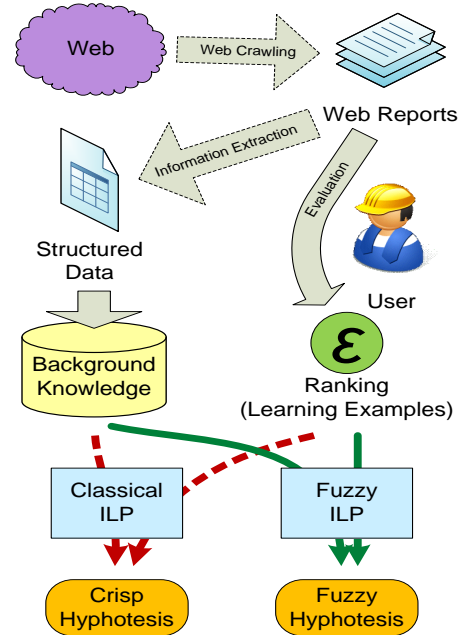 Web
Web Crawling
Web Reports
Information Extraction
Evaluation
Structured
Data
User
Background
Knowledge
ε
Ranking
(Learning Examples)
Classical
ILP
Fuzzy
ILP
Crisp
Hyphotesis
Fuzzy
Hyphotesis